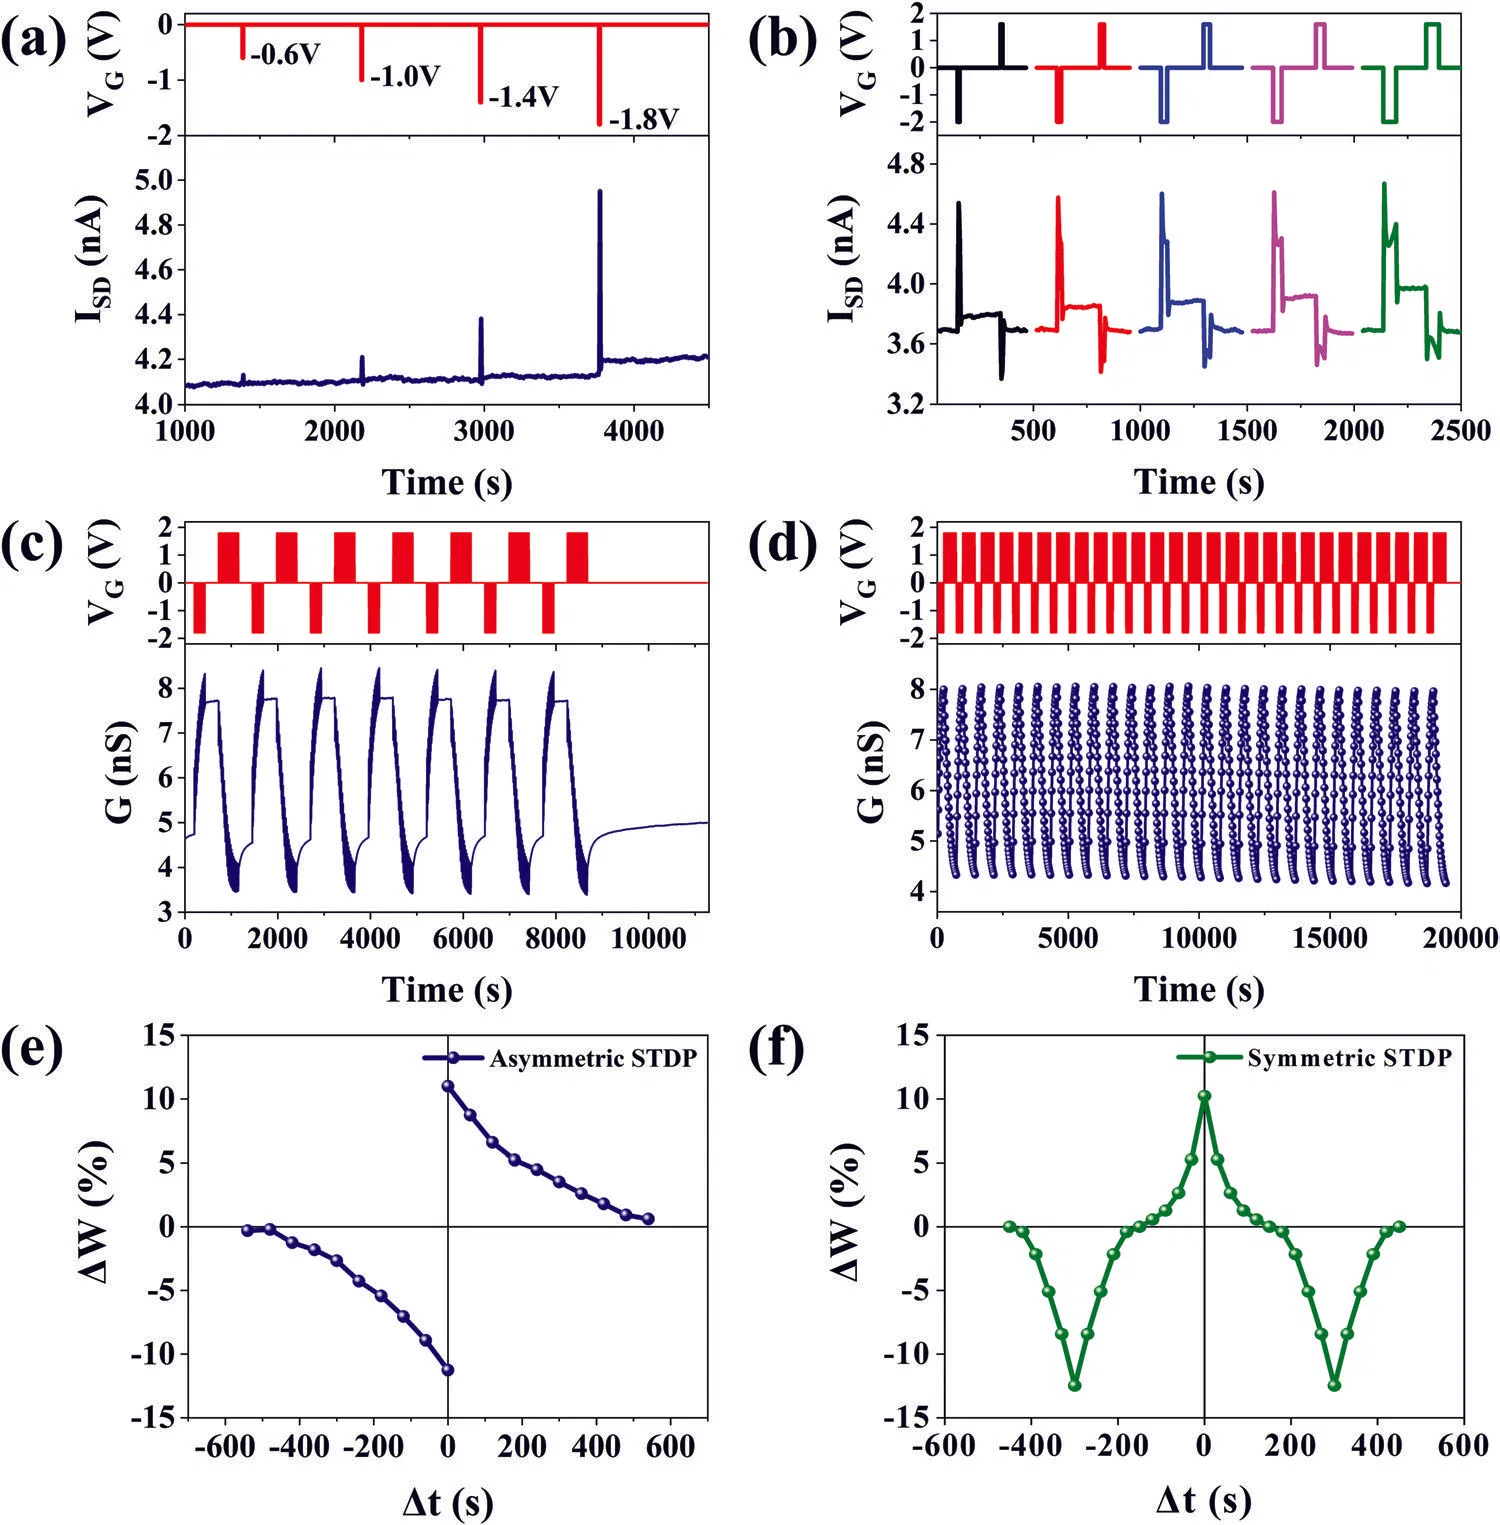 (a)
V_G (V)
0
-1
-2
-0.6V
-1.0V
-1.4V
-1.8V
I_SD (nA)
5.0
4.8
4.6
4.4
4.2
4.0
1000 2000 3000 4000
Time (s)
(b)
V_G (V)
2
1
0
-1
-2
I_SD (nA)
4.8
4.4
4.0
3.6
3.2
500 1000 1500 2000 2500
Time (s)
(c)
V_G (V)
2
1
0
-1
-2
G (nS)
8
7
6
5
4
3
0 2000 4000 6000 8000 10000
Time (s)
(d)
V_G (V)
2
1
0
-1
-2
G (nS)
8
7
6
5
4
0 5000 10000 15000 20000
Time (s)
(e)
Asymmetric STDP
ΔW (%)
15
10
5
0
-5
-10
-15
-600 -400 -200 0 200 400 600
Δt (s)
(f)
Symmetric STDP
ΔW (%)
15
10
5
0
-5
-10
-15
-600 -400 -200 0 200 400 600
Δt (s)